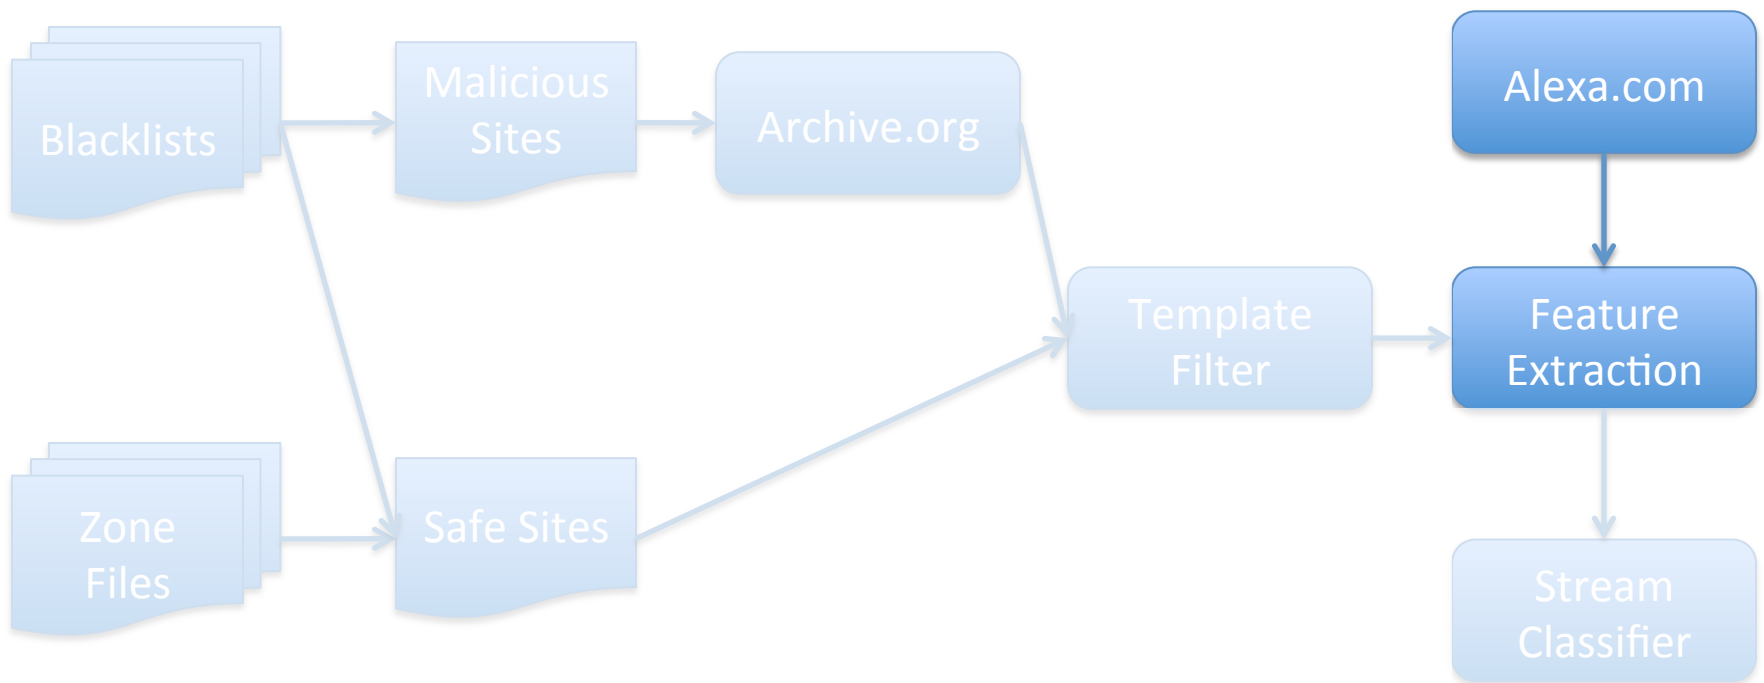 Blacklists
Malicious
Sites
Archive.org
Alexa.com
Template
Filter
Feature
Extraction
Zone
Files
Safe Sites
Stream
Classifier